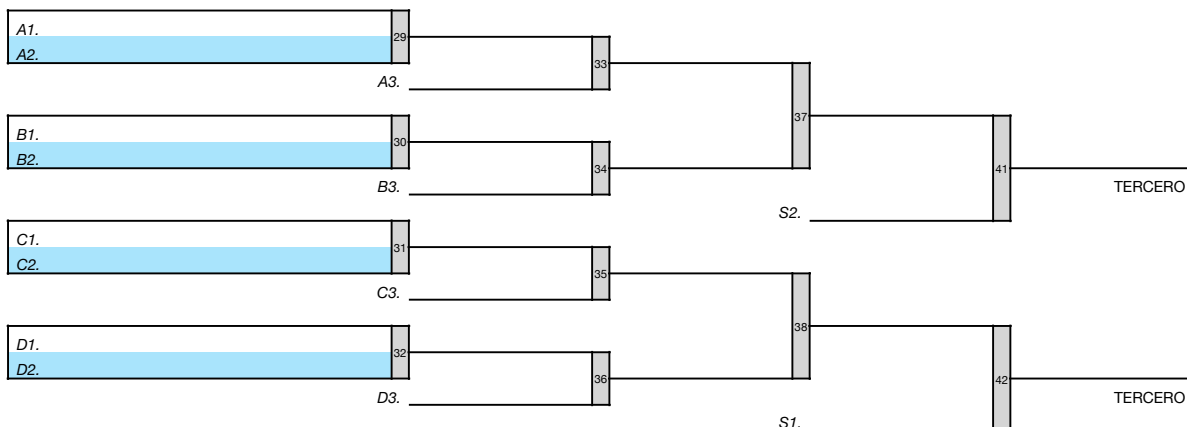 A1.
29
A2.
33
A3.
37
B1.
30
B2.
34
41
B3.
TERCERO
S2.
C1.
31
C2.
35
C3.
38
D1.
32
D2.
36
42
D3.
TERCERO
S1.